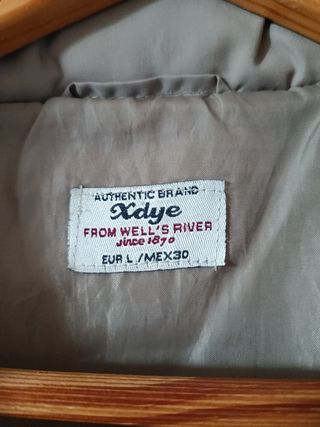 AUTHENTIC BRAND
Xdye
FROM WELL'S RIVER
since 1870
EUR L /MEX30